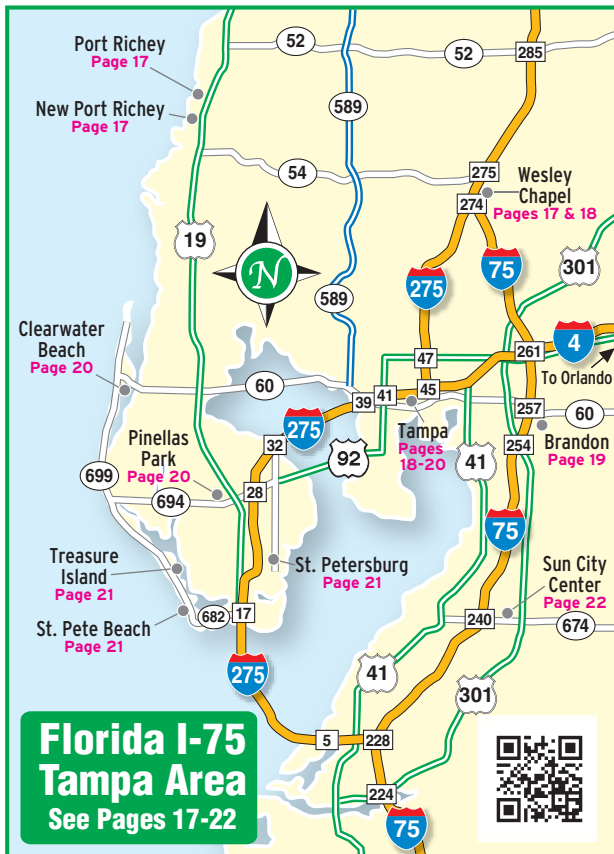 Port Richey
Page 17
52
52
285
New Port Richey
Page 17
589
54
275
Wesley
Chapel
Pages 17 & 18
274
19
N
275
75
301
589
Clearwater
Beach
Page 20
47
261
4
To Orlando
60
39
41
45
257
60
275
Tampa
Pages
18-20
Brandon
Page 19
Pinellas
Park
Page 20
32
92
41
254
699
694
28
75
Treasure
Island
Page 21
St. Petersburg
Page 21
Sun City
Center
Page 22
St. Pete Beach
Page 21
682
17
240
674
275
41
301
5
228
Florida I-75
Tampa Area
See Pages 17-22
224
75